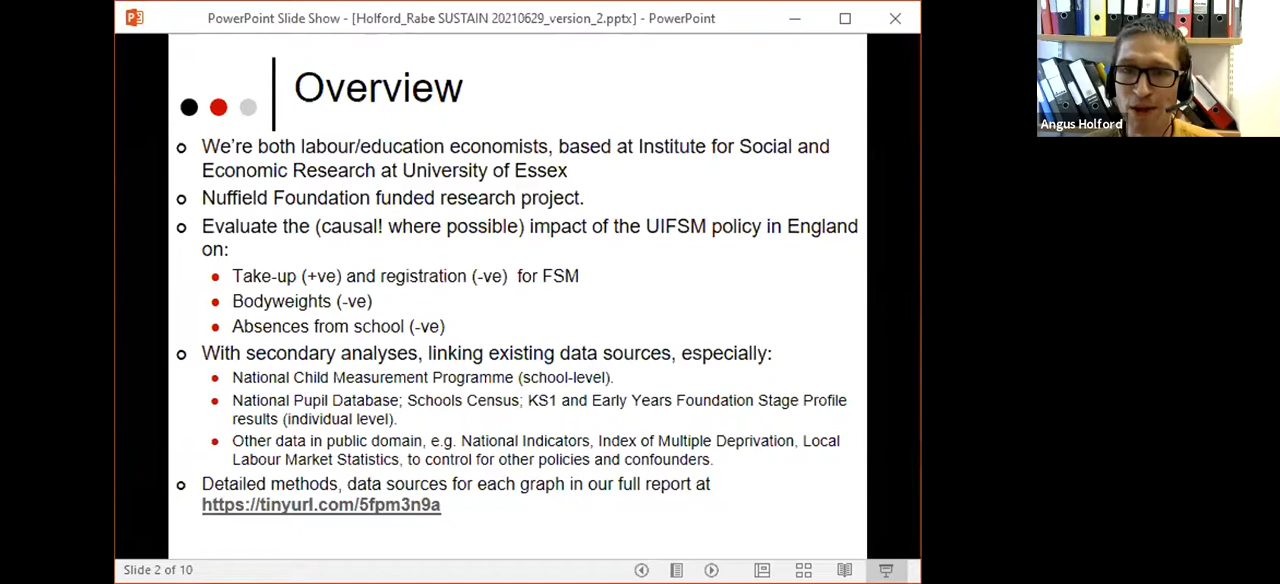 PowerPoint Slide Show - [Holford_Rabe SUSTAIN 20210629_version_2.pptx] - PowerPoint
Overview
We're both labour/education economists, based at Institute for Social and
Economic Research at University of Essex
Nuffield Foundation funded research project.
Evaluate the (causal! where possible) impact of the UIFSM policy in England
on:
Take-up (+ve) and registration (-ve) for FSM
Bodyweights (-ve)
Absences from school (-ve)
With secondary analyses, linking existing data sources, especially:
National Child Measurement Programme (school-level).
National Pupil Database; Schools Census; KS1 and Early Years Foundation Stage Profile
results (individual level).
Other data in public domain, e.g. National Indicators, Index of Multiple Deprivation, Local
Labour Market Statistics, to control for other policies and confounders.
Detailed methods, data sources for each graph in our full report at
https://tinyurl.com/5fpm3n9a
Slide 2 of 10
Angus Holford